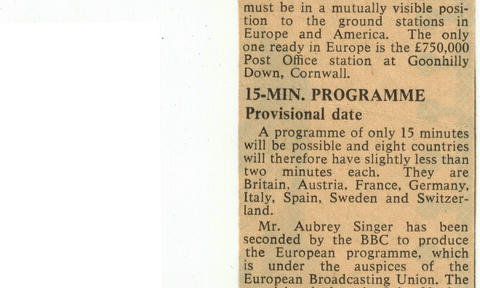 must be in a mutually visible posi-
tion to the ground stations in
Europe and America. The only
one ready in Europe is the £750,000
Post Office station at Goonhilly
Down, Cornwall.
15-MIN. PROGRAMME
Provisional date
A programme of only 15 minutes
will be possible and eight countries
will therefore have slightly less than
two minutes each. They are
Britain, Austria, France, Germany,
Italy, Spain, Sweden and Switzer-
land.
Mr. Aubrey Singer has been
seconded by the BBC to produce
the European programme, which
is under the auspices of the
European Broadcasting Union. The